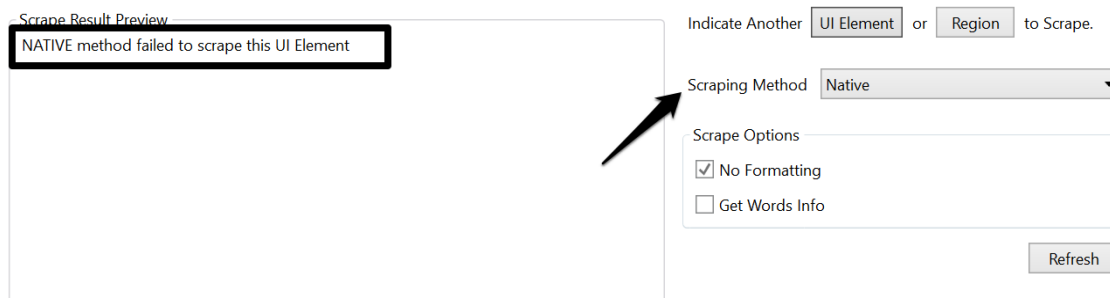 Scrape Result Preview
NATIVE method failed to scrape this UI Element
Indicate Another UI Element or Region to Scrape.
Scraping Method Native
Scrape Options
No Formatting
Get Words Info
Refresh